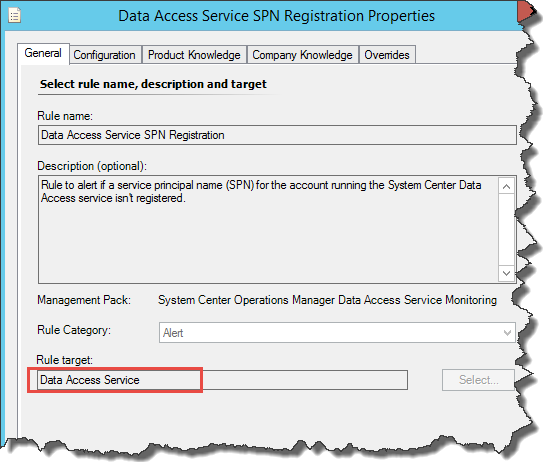 Data Access Service SPN Registration Properties
General Configuration Product Knowledge Company Knowledge Overrides
Select rule name, description and target
Rule name:
Data Access Service SPN Registration
Description (optional):
Rule to alert if a service principal name (SPN) for the account running the System Center Data
Access service isn't registered.
Management Pack: System Center Operations Manager Data Access Service Monitoring
Rule Category: Alert
Rule target:
Data Access Service Select...